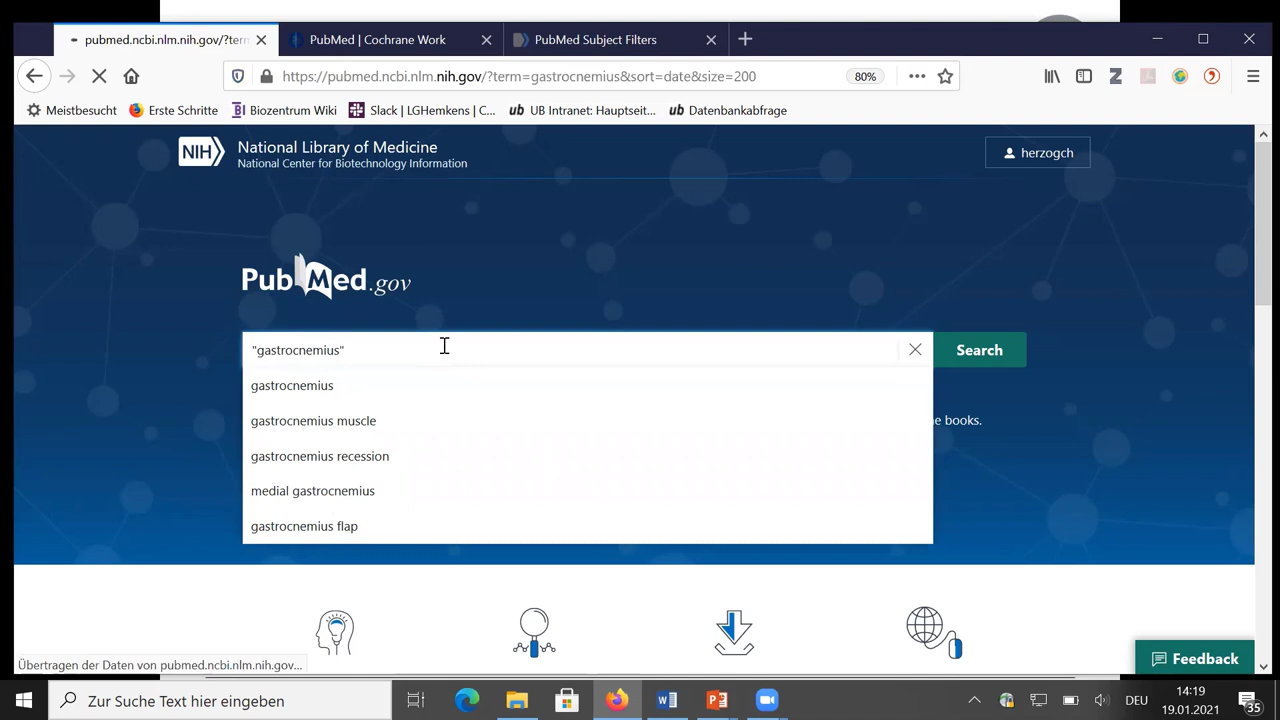 pubmed.ncbi.nlm.nih.gov/?tern
PubMed | Cochrane Work
PubMed Subject Filters
https://pubmed.ncbi.nlm.nih.gov/?term=gastrocnemius&sort=date&size=200
80%
Meistbesucht
Erste Schritte
Biozentrum Wiki
Slack | LGHemkens | C...
UB Intranet: Hauptseit...
Datenbankabfrage
NIH
National Library of Medicine
National Center for Biotechnology Information
herzogch
PubMed.gov
"gastrocnemius"
Search
gastrocnemius
gastrocnemius muscle
gastrocnemius recession
medial gastrocnemius
gastrocnemius flap
e books.
Feedback
Übertragen der Daten von pubmed.ncbi.nlm.nih.gov...
Zur Suche Text hier eingeben
DEU
14:19
19.01.2021
35